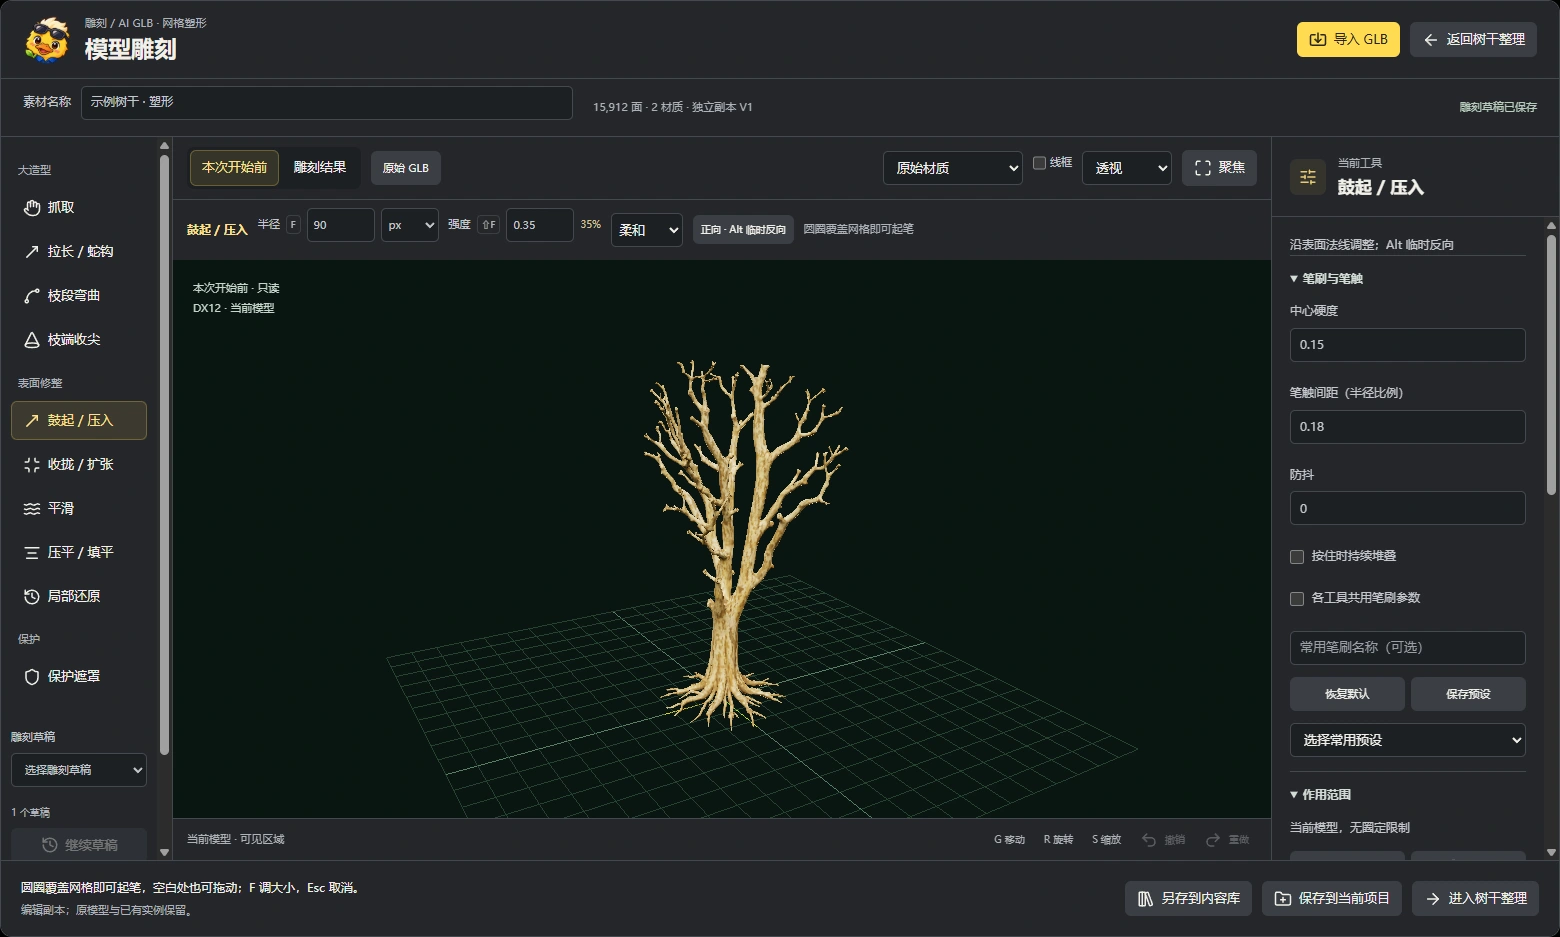 雕刻 / AI GLB · 网格塑形
模型雕刻
导入 GLB
返回树干整理
素材名称
示例树干 · 塑形
15,912 面 · 2 材质 · 独立副本 V1
雕刻草稿已保存
大造型
抓取
拉长 / 蛇钩
枝段弯曲
枝端收尖
表面修整
鼓起 / 压入
收拢 / 扩张
平滑
压平 / 填平
局部还原
保护
保护遮罩
雕刻草稿
选择雕刻草稿
1 个草稿
继续草稿
本次开始前
雕刻结果
原始 GLB
原始材质
线框
透视
聚焦
鼓起 / 压入
半径
F
90
px
强度
⇧F
0.35
35%
柔和
正向 · Alt 临时反向
圆圈覆盖网格即可起笔
本次开始前 · 只读
DX12 · 当前模型
当前模型 · 可见区域
G 移动
R 旋转
S 缩放
撤销
重做
当前工具
鼓起 / 压入
沿表面法线调整；Alt 临时反向
笔刷与笔触
中心硬度
0.15
笔触间距（半径比例）
0.18
防抖
0
按住时持续堆叠
各工具共用笔刷参数
常用笔刷名称（可选）
恢复默认
保存预设
选择常用预设
作用范围
当前模型，无固定限制
圆圈覆盖网格即可起笔，空白处也可拖动；F 调大小，Esc 取消。
编辑副本；原模型与已有实例保留。
另存到内容库
保存到当前项目
进入树干整理